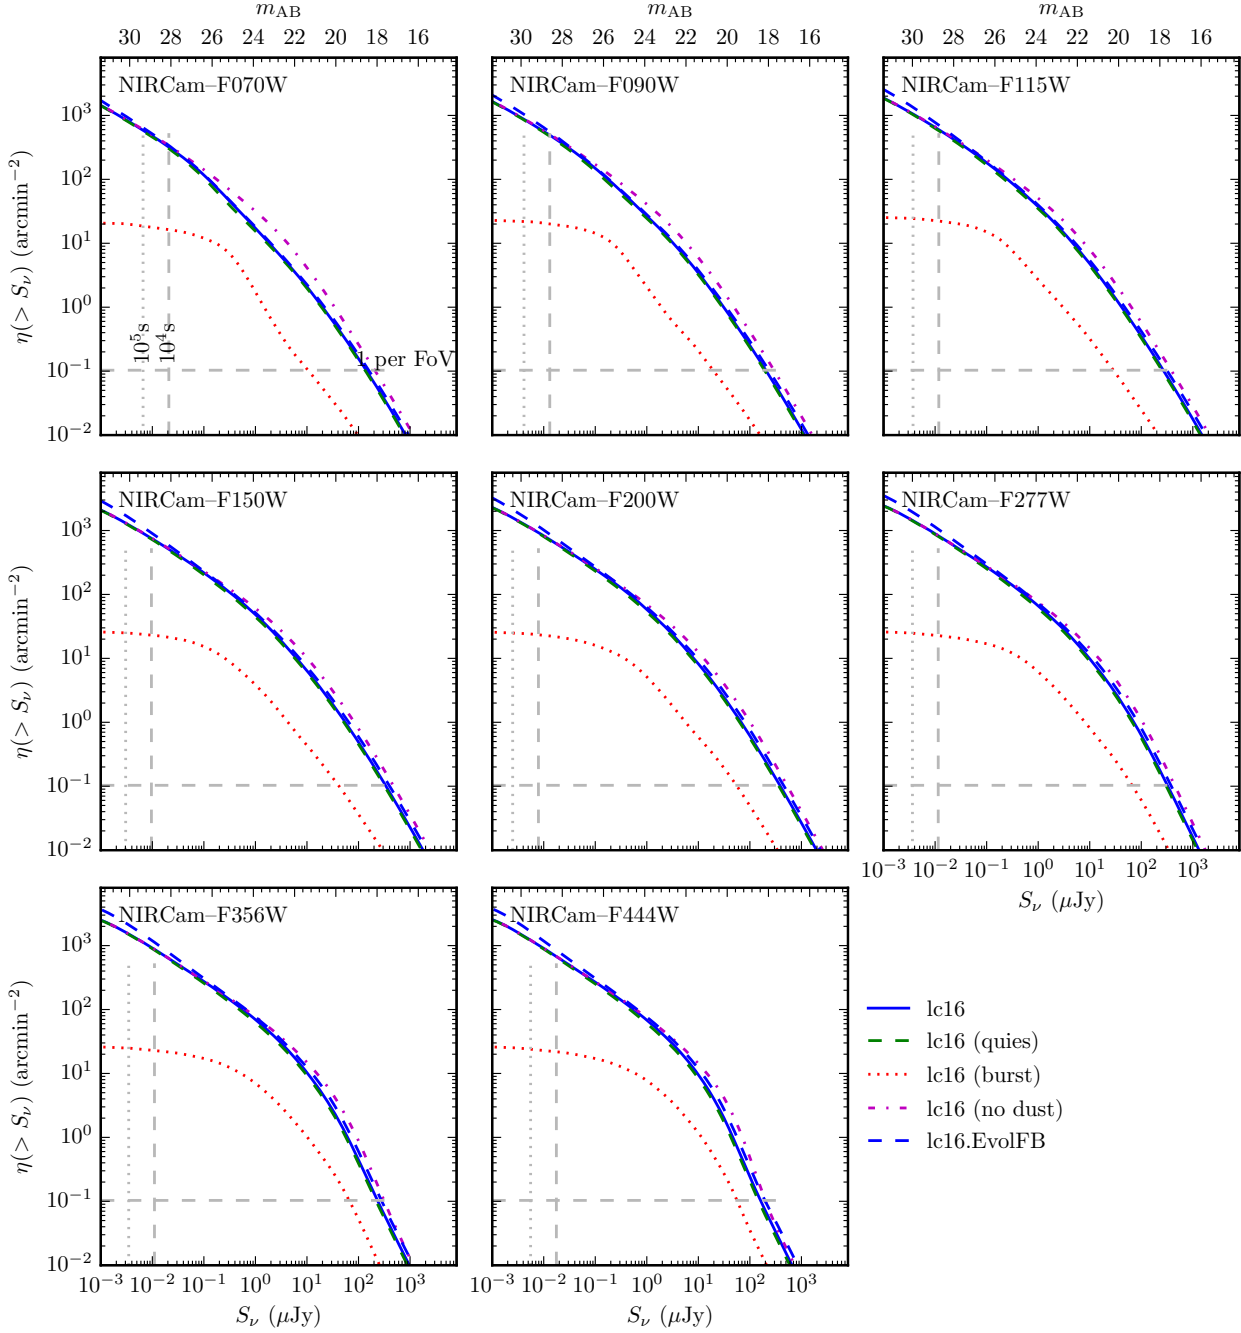 m_AB
m_AB
m_AB
30 28 26 24 22 20 18 16
30 28 26 24 22 20 18 16
30 28 26 24 22 20 18 16
NIRCam–F070W
NIRCam–F090W
NIRCam–F115W
10^3
10^2
10^1
10^0
10^−1
10^−2
η(> S_ν) (arcmin^−2)
10^5 s
10^4 s
1 per FoV
NIRCam–F150W
NIRCam–F200W
NIRCam–F277W
10^3
10^2
10^1
10^0
10^−1
10^−2
η(> S_ν) (arcmin^−2)
10^−3 10^−2 10^−1 10^0 10^1 10^2 10^3
S_ν (μJy)
NIRCam–F356W
NIRCam–F444W
10^3
10^2
10^1
10^0
10^−1
10^−2
η(> S_ν) (arcmin^−2)
10^−3 10^−2 10^−1 10^0 10^1 10^2 10^3
10^−3 10^−2 10^−1 10^0 10^1 10^2 10^3
S_ν (μJy)
S_ν (μJy)
lc16
lc16 (quies)
lc16 (burst)
lc16 (no dust)
lc16.EvolFB